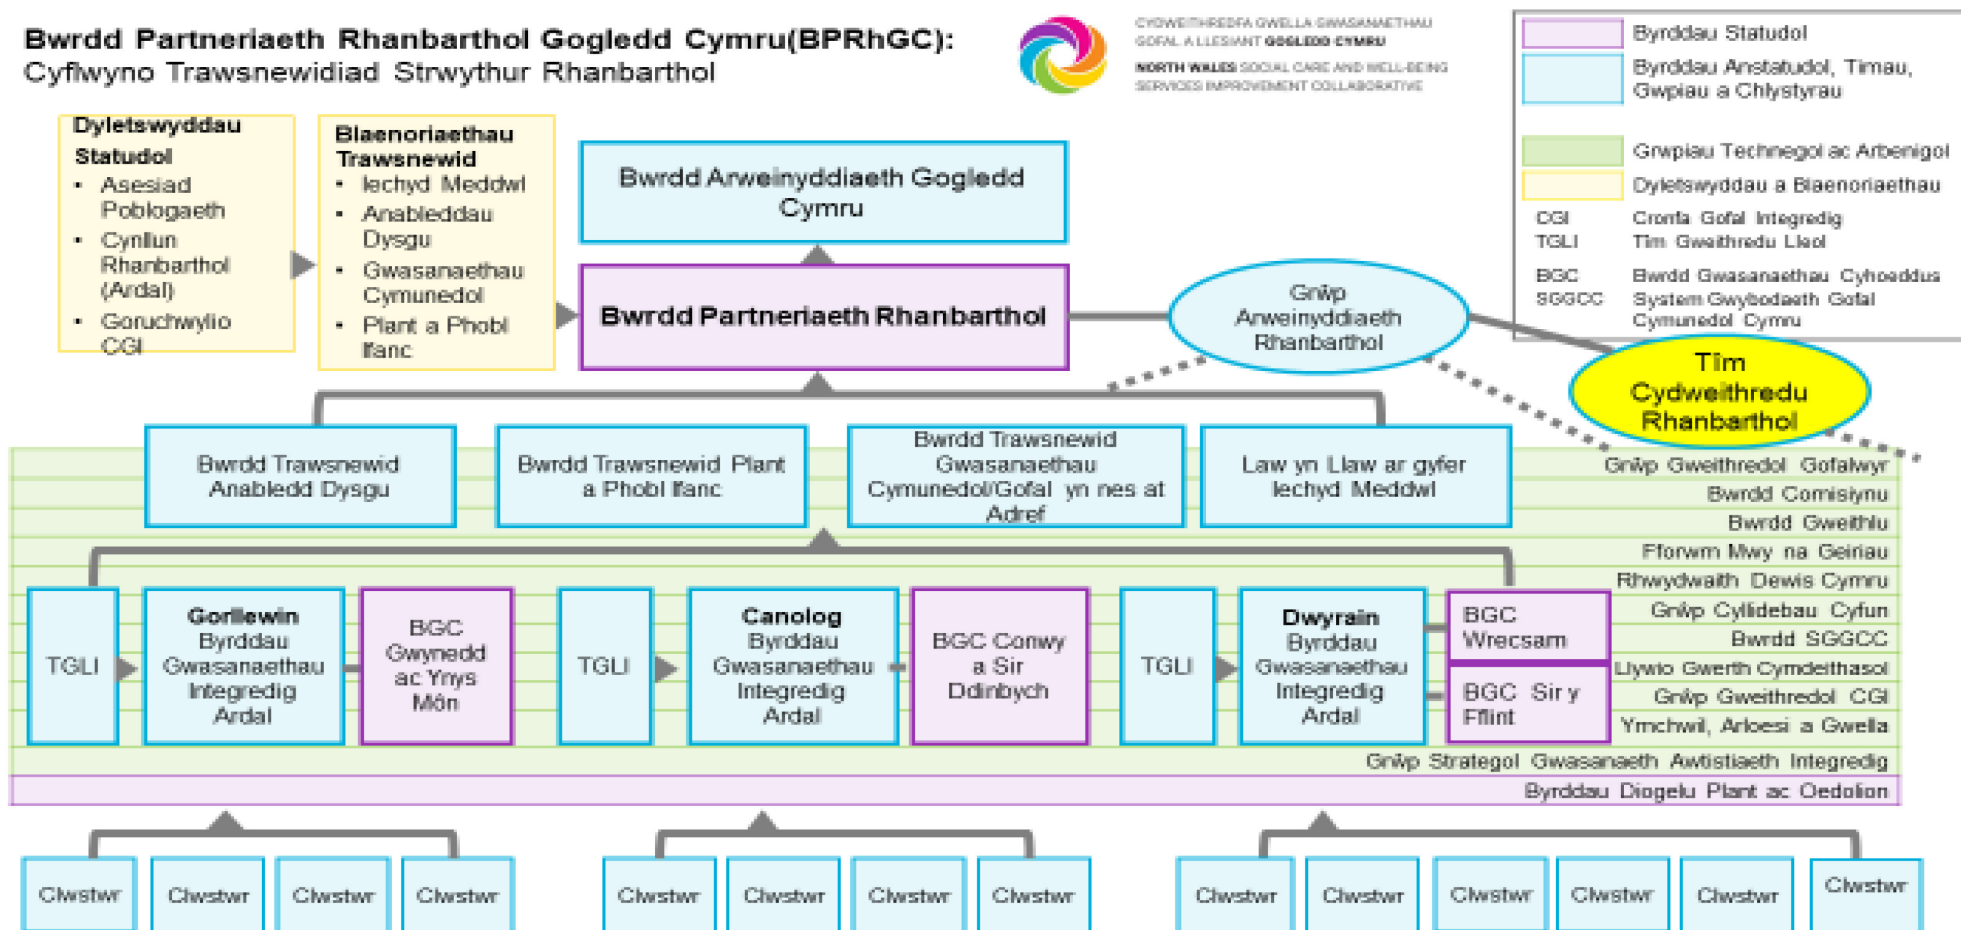 Bwrdd Partneriaeth Rhanbarthol Gogledd Cymru(BPRhGC):
Cyflwyno Trawsnewidiad Strwythur Rhanbarthol
CYDWEITHREDFA GWELLA GWASANAETHAU
GOFAL A LLESIANT GOGLEDD CYMRU
NORTH WALES SOCIAL CARE AND WELL-BEING
SERVICES IMPROVEMENT COLLABORATIVE
Byrddau Statudol
Byrddau Anstatudol, Timau,
Gwpiau a Chlystyrau
Grwpiau Technegol ac Arbenigol
Dyletswyddau a Blaenoriaethau
CGI Cronfa Gofal Integredig
TGLl Tîm Gweithredu Lleol
BGC Bwrdd Gwasanaethau Cyhoeddus
SGGCC System Gwybodaeth Gofal
Cymunedol Cymru
Dyletswyddau
Statudol
• Asesiad
Poblogaeth
• Cynllun
Rhanbarthol
(Ardal)
• Goruchwylio
CGI
Blaenoriaethau
Trawsnewid
• Iechyd Meddwl
• Anableddau
Dysgu
• Gwasanaethau
Cymunedol
• Plant a Phobl
Ifanc
Bwrdd Arweinyddiaeth Gogledd
Cymru
Bwrdd Partneriaeth Rhanbarthol
Grŵp
Arweinyddiaeth
Rhanbarthol
Tîm
Cydweithredu
Rhanbarthol
Bwrdd Trawsnewid
Anabledd Dysgu
Bwrdd Trawsnewid Plant
a Phobl Ifanc
Bwrdd Trawsnewid
Gwasanaethau
Cymunedol/Gofal yn nes at
Adref
Law yn Llaw ar gyfer
Iechyd Meddwl
Grŵp Gweithredol Gofalwyr
Bwrdd Comisiynu
Bwrdd Gweithlu
Fforwm Mwy na Geiriau
Rhwydwaith Dewis Cymru
Grŵp Cyllidebau Cyfun
Bwrdd SGGCC
Llywio Gwerth Cymdeithasol
Grŵp Gweithredol CGI
Ymchwil, Arloesi a Gwella
Grŵp Strategol Gwasanaeth Awtistiaeth Integredig
Byrddau Diogelu Plant ac Oedolion
TGLl
Gorllewin
Byrddau
Gwasanaethau
Integredig
Ardal
BGC
Gwynedd
ac Ynys
Môn
TGLl
Canolog
Byrddau
Gwasanaethau
Integredig
Ardal
BGC Conwy
a Sir
Ddinbych
TGLl
Dwyrain
Byrddau
Gwasanaethau
Integredig
Ardal
BGC
Wrecsam
BGC Sir y
Fflint
Clwstwr
Clwstwr
Clwstwr
Clwstwr
Clwstwr
Clwstwr
Clwstwr
Clwstwr
Clwstwr
Clwstwr
Clwstwr
Clwstwr
Clwstwr
Clwstwr